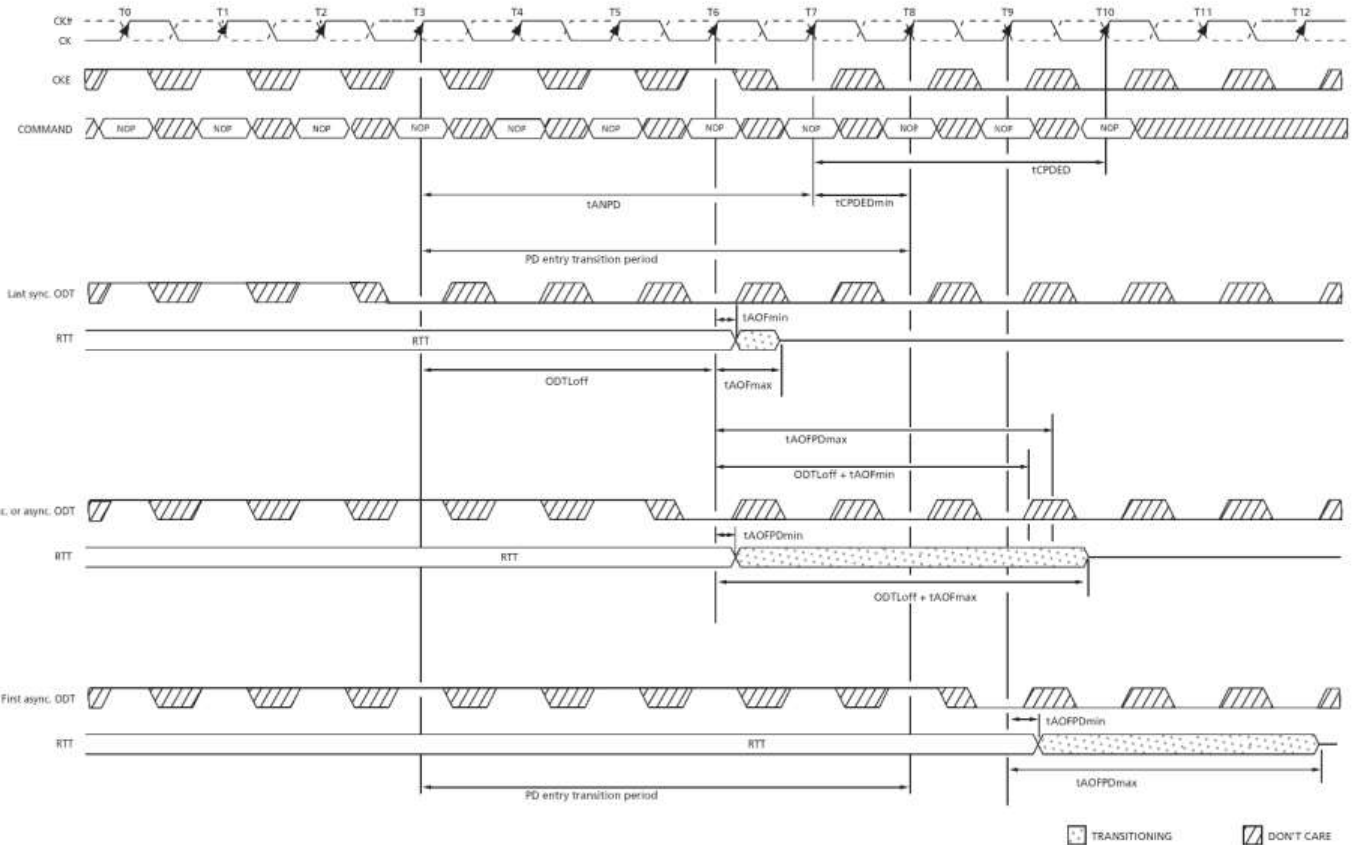 T0 T1 T2 T3 T4 T5 T6 T7 T8 T9 T10 T11 T12
CK#
CK
CKE
COMMAND NOP NOP NOP NOP NOP NOP NOP NOP NOP NOP NOP
tCPDED
tANPD tCPDEDmin
PD entry transition period
Last sync. ODT
tAOFmin
RTT RTT
ODTLoff tAOFmax
tAOFPDmax
ODTLoff + tAOFmin
c. or async. ODT
tAOFPDmin
RTT RTT
ODTLoff + tAOFmax
First async. ODT
tAOFPDmin
RTT RTT
tAOFPDmax
PD entry transition period
TRANSITIONING DON'T CARE